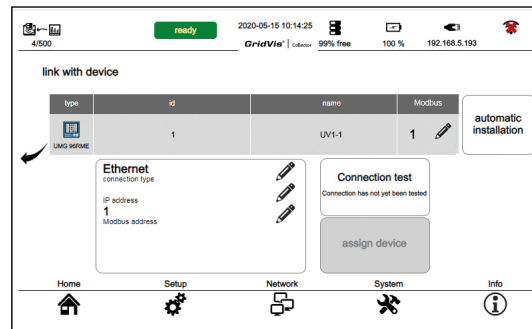 4/500
ready
2020-05-15 10:14:25
GridVis® | Collector
99% free
100 %
192.168.5.193
link with device
type id name Modbus
UMG 96RME 1 UV1-1 1
automatic
installation
Ethernet
connection type
IP address
1
Modbus address
Connection test
Connection has not yet been tested
assign device
Home Setup Network System Info